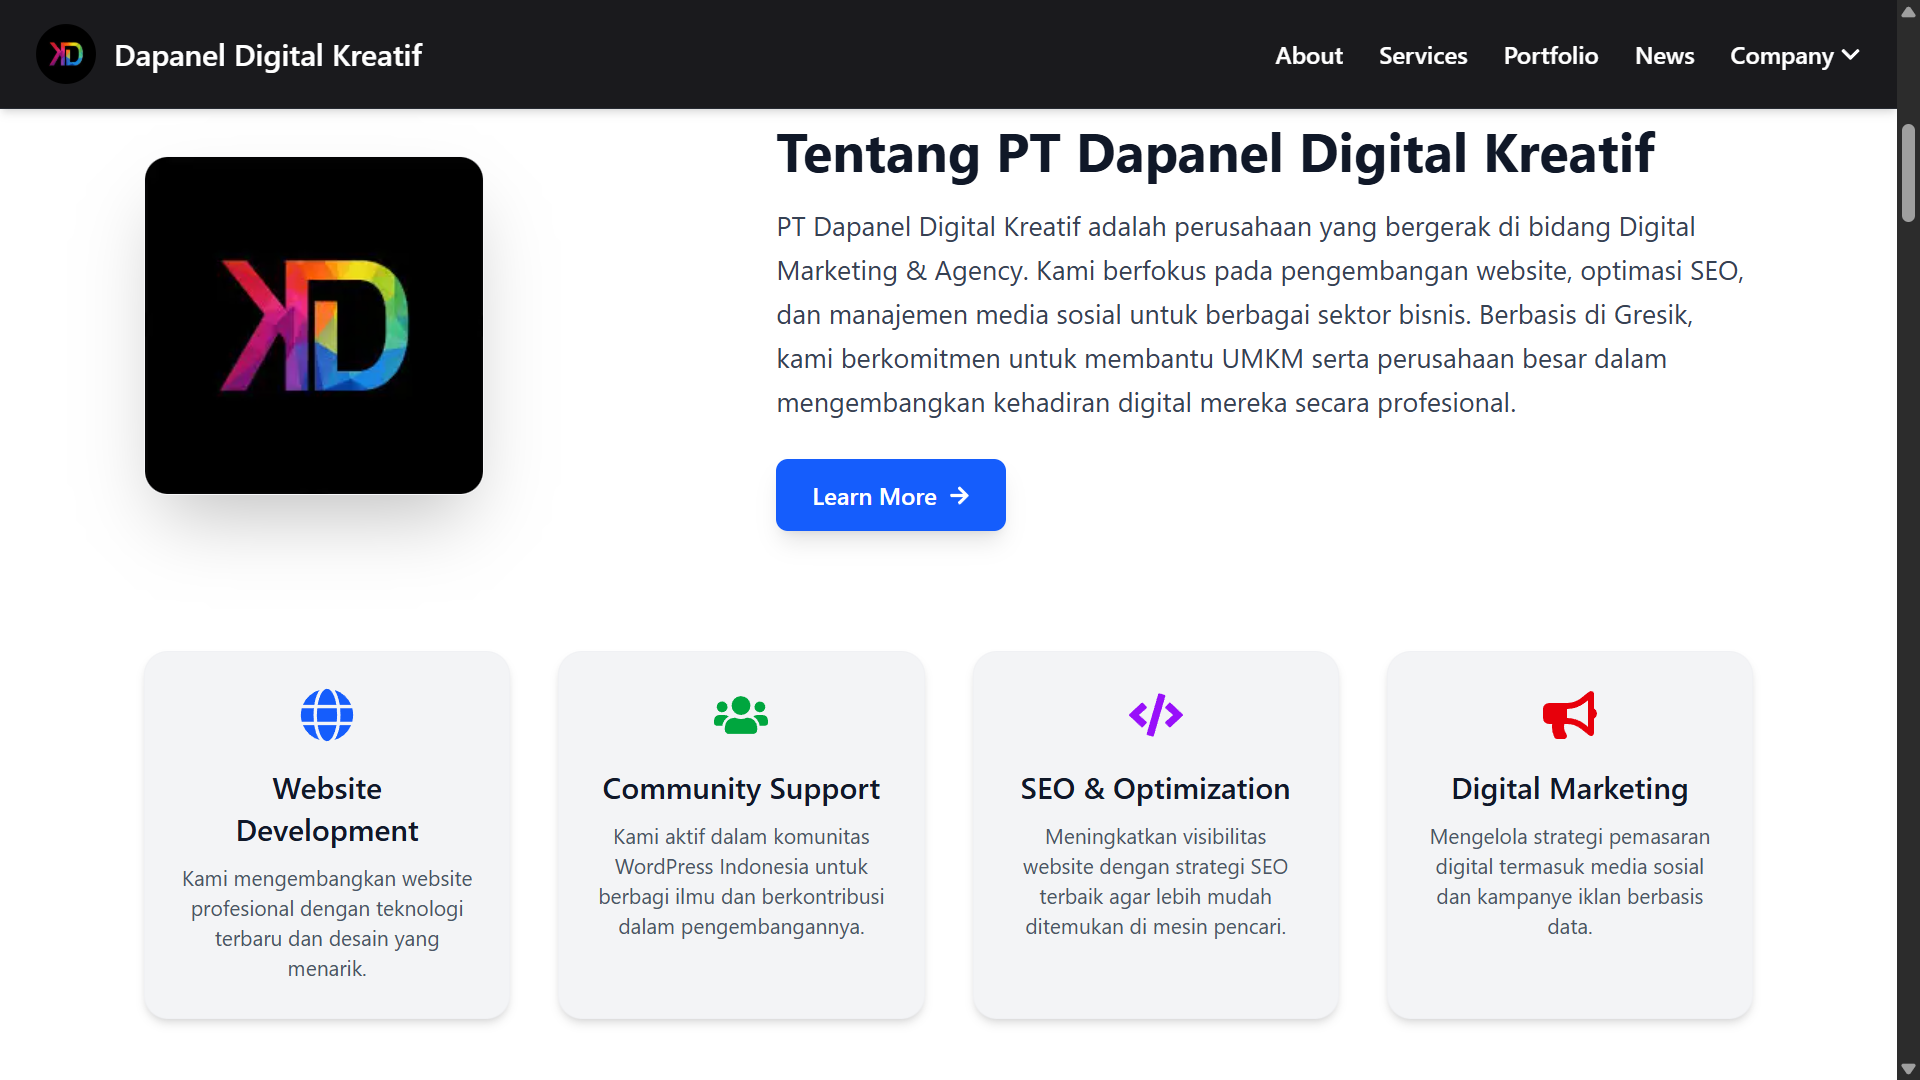 Dapanel Digital Kreatif
About Services Portfolio News Company
Tentang PT Dapanel Digital Kreatif
PT Dapanel Digital Kreatif adalah perusahaan yang bergerak di bidang Digital
Marketing & Agency. Kami berfokus pada pengembangan website, optimasi SEO,
dan manajemen media sosial untuk berbagai sektor bisnis. Berbasis di Gresik,
kami berkomitmen untuk membantu UMKM serta perusahaan besar dalam
mengembangkan kehadiran digital mereka secara profesional.
Learn More
Website
Development
Kami mengembangkan website
profesional dengan teknologi
terbaru dan desain yang
menarik.
Community Support
Kami aktif dalam komunitas
WordPress Indonesia untuk
berbagi ilmu dan berkontribusi
dalam pengembangannya.
SEO & Optimization
Meningkatkan visibilitas
website dengan strategi SEO
terbaik agar lebih mudah
ditemukan di mesin pencari.
Digital Marketing
Mengelola strategi pemasaran
digital termasuk media sosial
dan kampanye iklan berbasis
data.